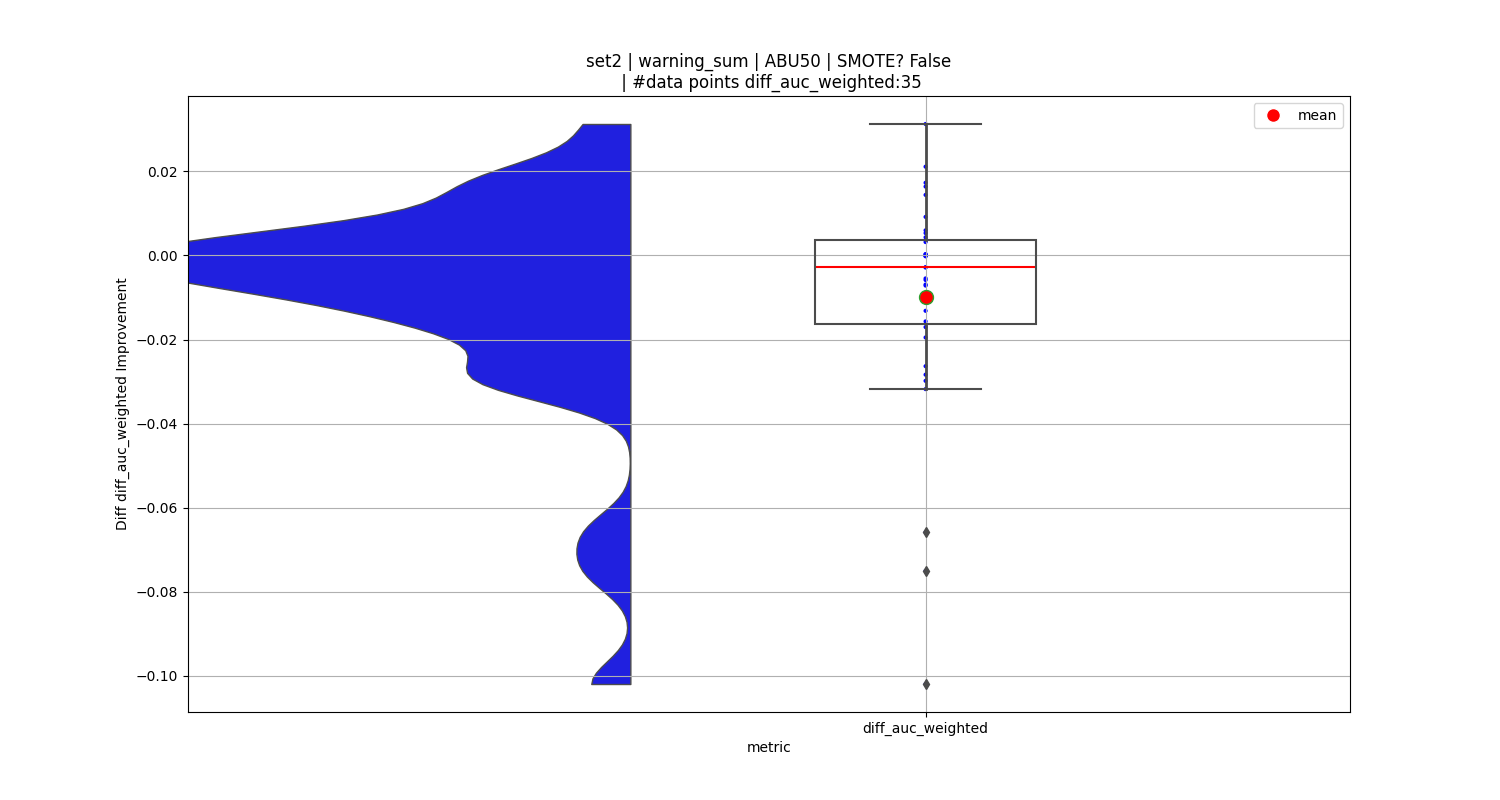 set2 | warning_sum | ABU50 | SMOTE? False
| #data points diff_auc_weighted:35
mean
Diff diff_auc_weighted Improvement
0.02
0.00
−0.02
−0.04
−0.06
−0.08
−0.10
diff_auc_weighted
metric